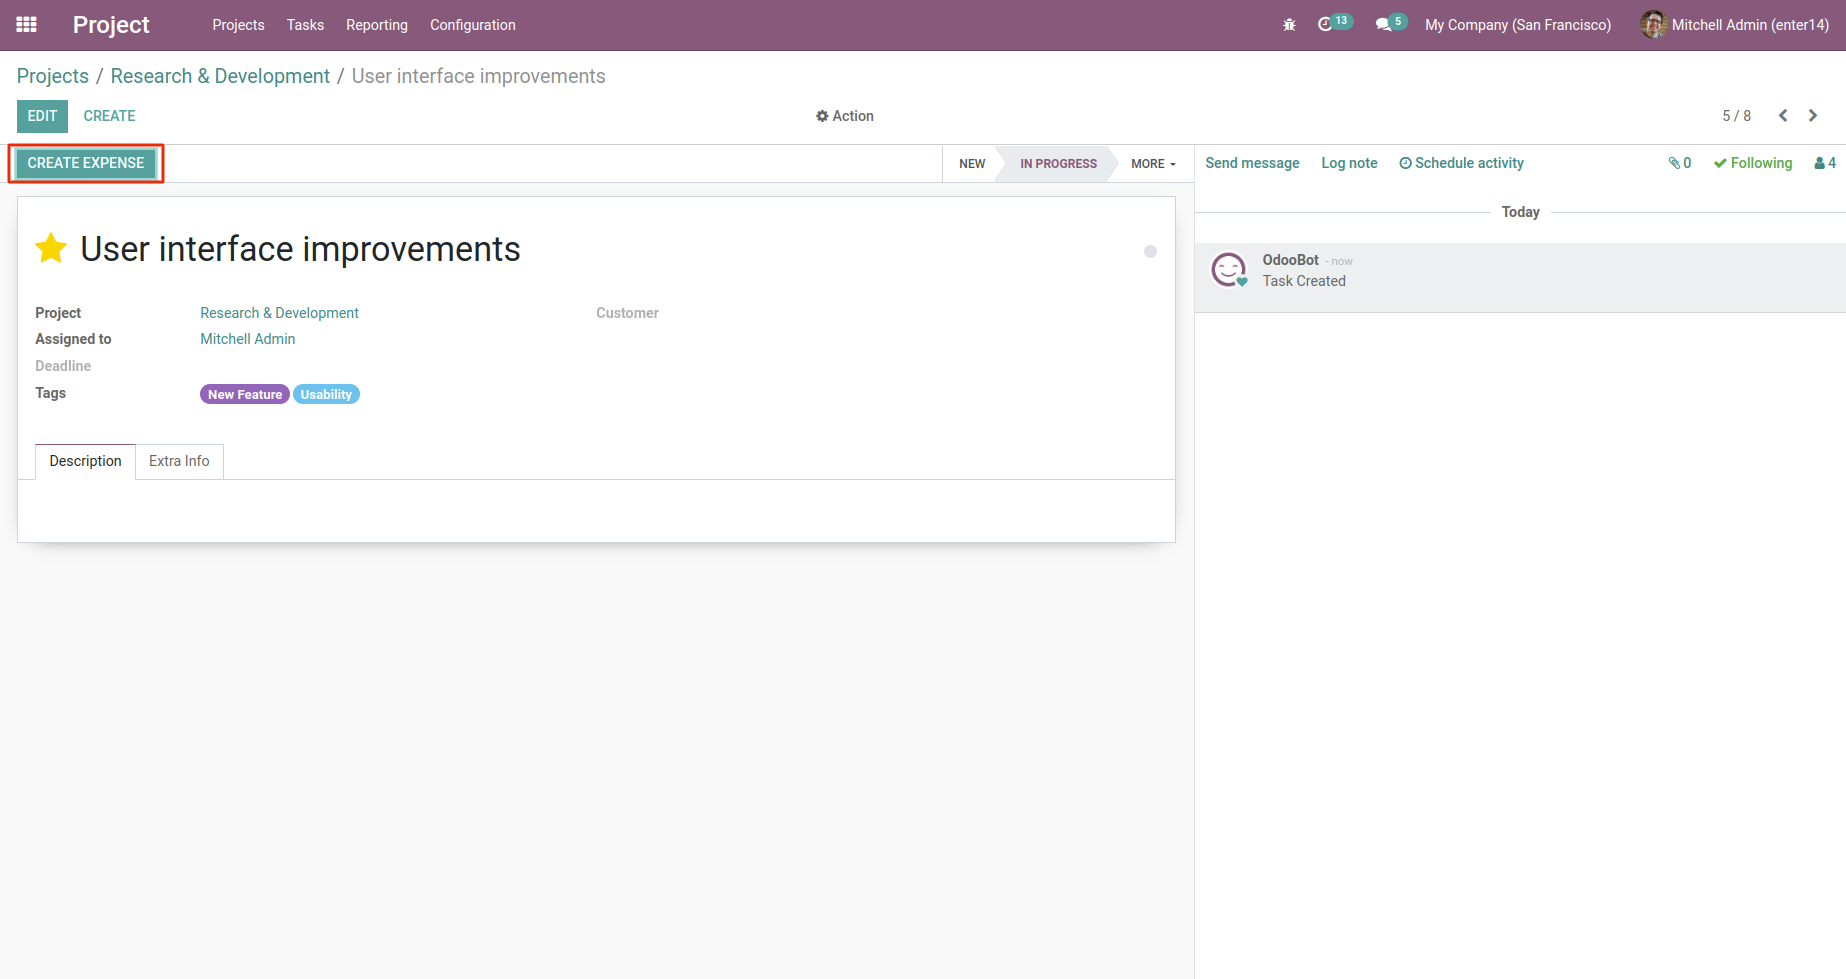 Project Projects Tasks Reporting Configuration 13 5 My Company (San Francisco) Mitchell Admin (enter14)
Projects / Research & Development / User interface improvements
EDIT CREATE Action 5 / 8
CREATE EXPENSE NEW IN PROGRESS MORE Send message Log note Schedule activity 0 Following 4
Today
User interface improvements
OdooBot - now
Task Created
Project Research & Development Customer
Assigned to Mitchell Admin
Deadline
Tags New Feature Usability
Description Extra Info